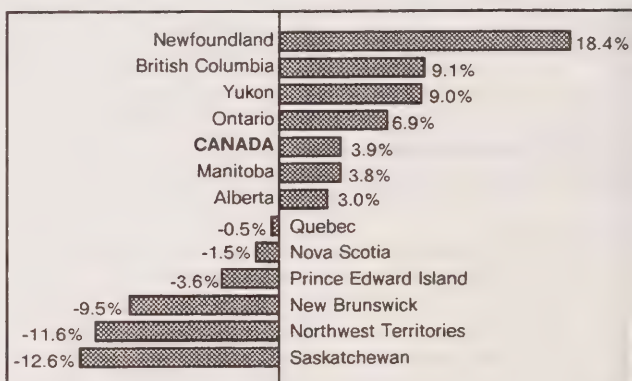 Newfoundland 18.4%
British Columbia 9.1%
Yukon 9.0%
Ontario 6.9%
CANADA 3.9%
Manitoba 3.8%
Alberta 3.0%
-0.5% Quebec
-1.5% Nova Scotia
-3.6% Prince Edward Island
-9.5% New Brunswick
-11.6% Northwest Territories
-12.6% Saskatchewan